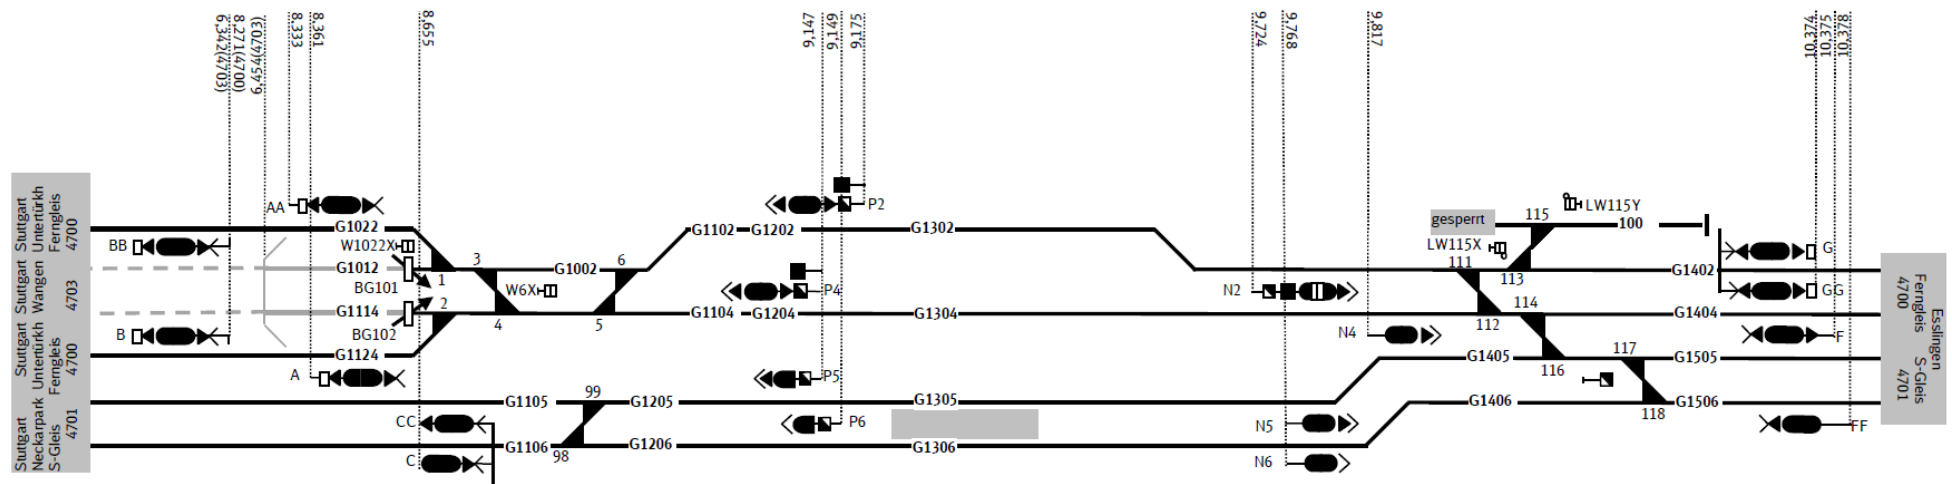 6,342(4703)
8,271(4700)
6,454(4703)
8,333
8,361
8,655
9,147
9,149
9,175
9,724
9,768
9,817
10,374
10,375
10,378
Stuttgart
Untertürkh
Ferngleis
4700
Stuttgart
Wangen
4703
Stuttgart
Untertürkh
Ferngleis
4700
Stuttgart
Neckarpark
S-Gleis
4701
AA
BB
B
A
CC
C
G1022
W1022X
G1012
BG101
G1114
BG102
G1124
1
2
3
4
5
6
G1002
W6X
G1105
G1106
98
99
G1205
G1206
G1102
G1202
G1104
G1204
P2
P4
P5
P6
G1302
G1304
G1305
G1306
N2
N4
N5
N6
gesperrt
115
LW115Y
100
LW115X
111
113
112
114
116
117
118
G1402
G1404
G1405
G1406
G1505
G1506
G
GG
F
FF
Esslingen
Ferngleis
4700
S-Gleis
4701